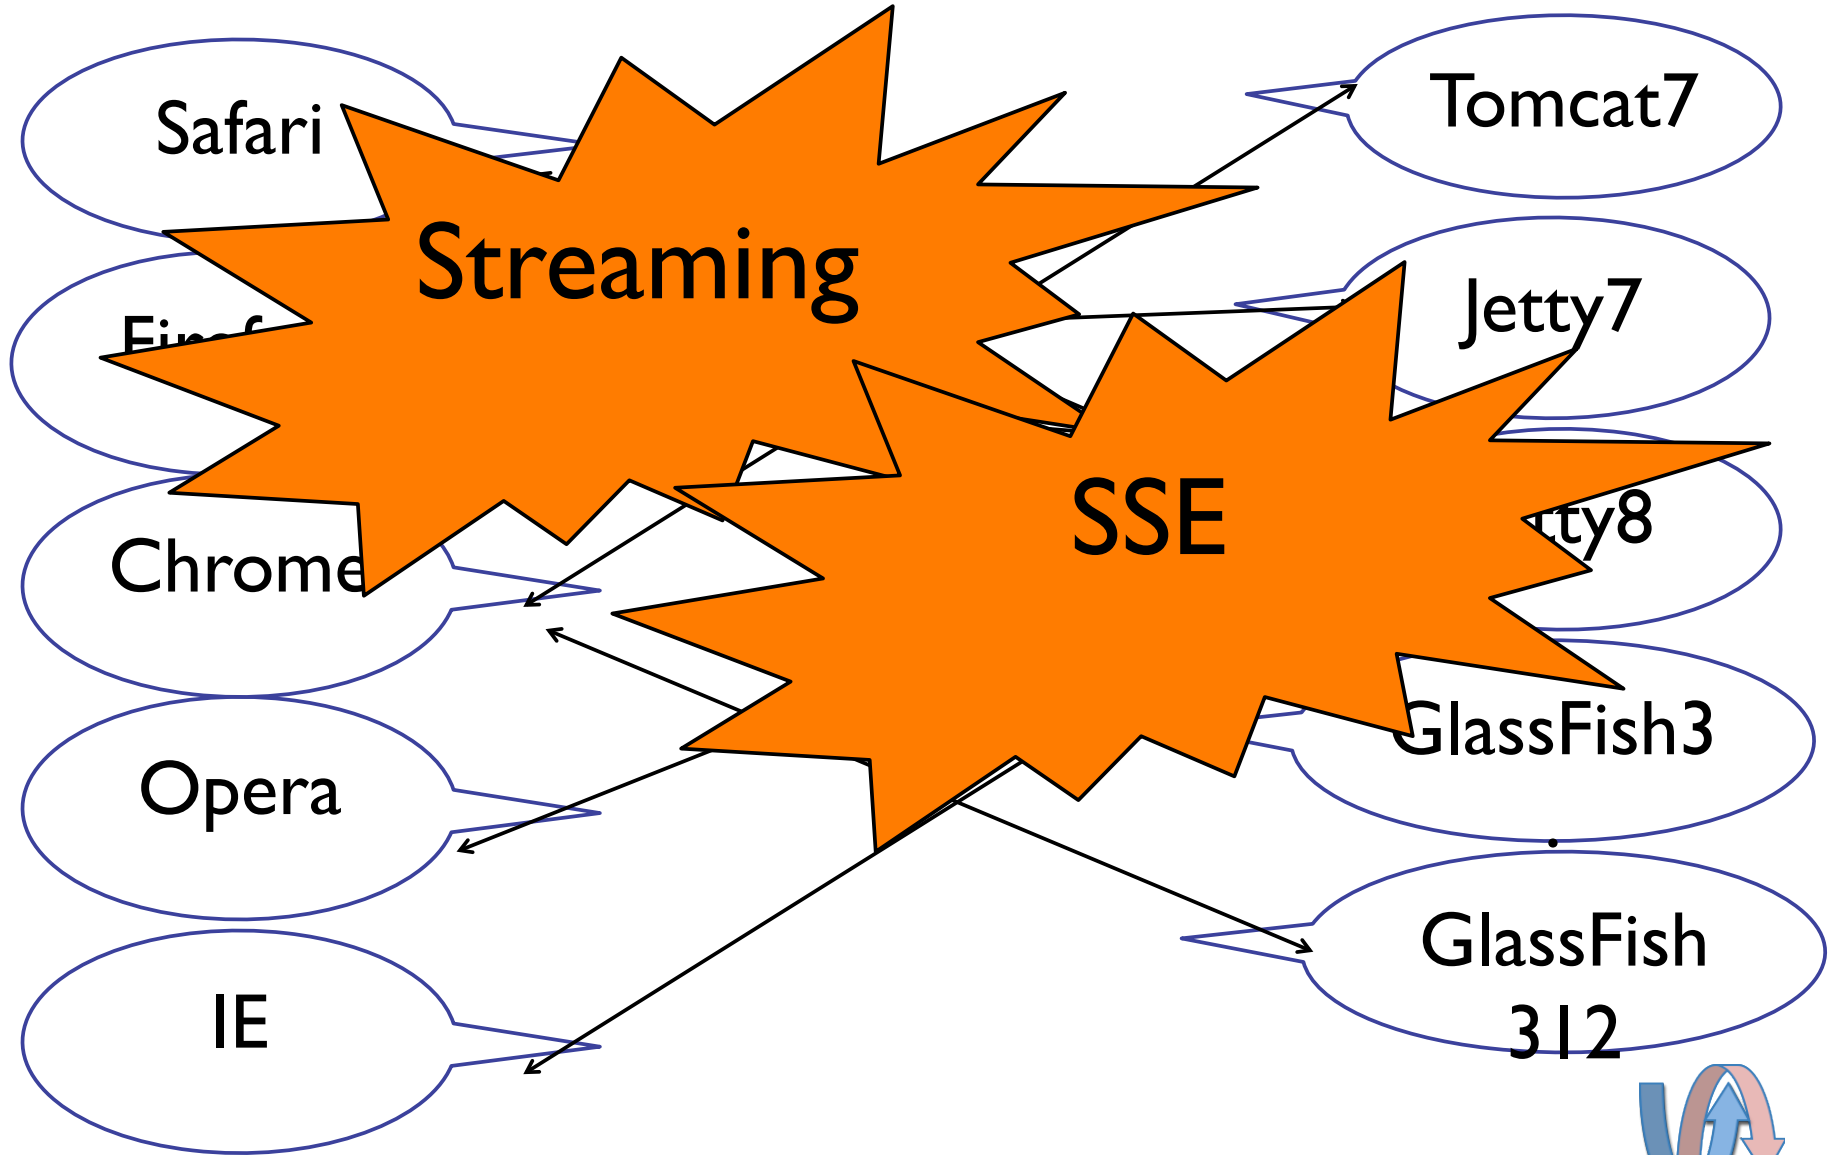 Safari
Tomcat7
Streaming
Jetty7
SSE
Chrome
GlassFish3
.
Opera
GlassFish
312
IE